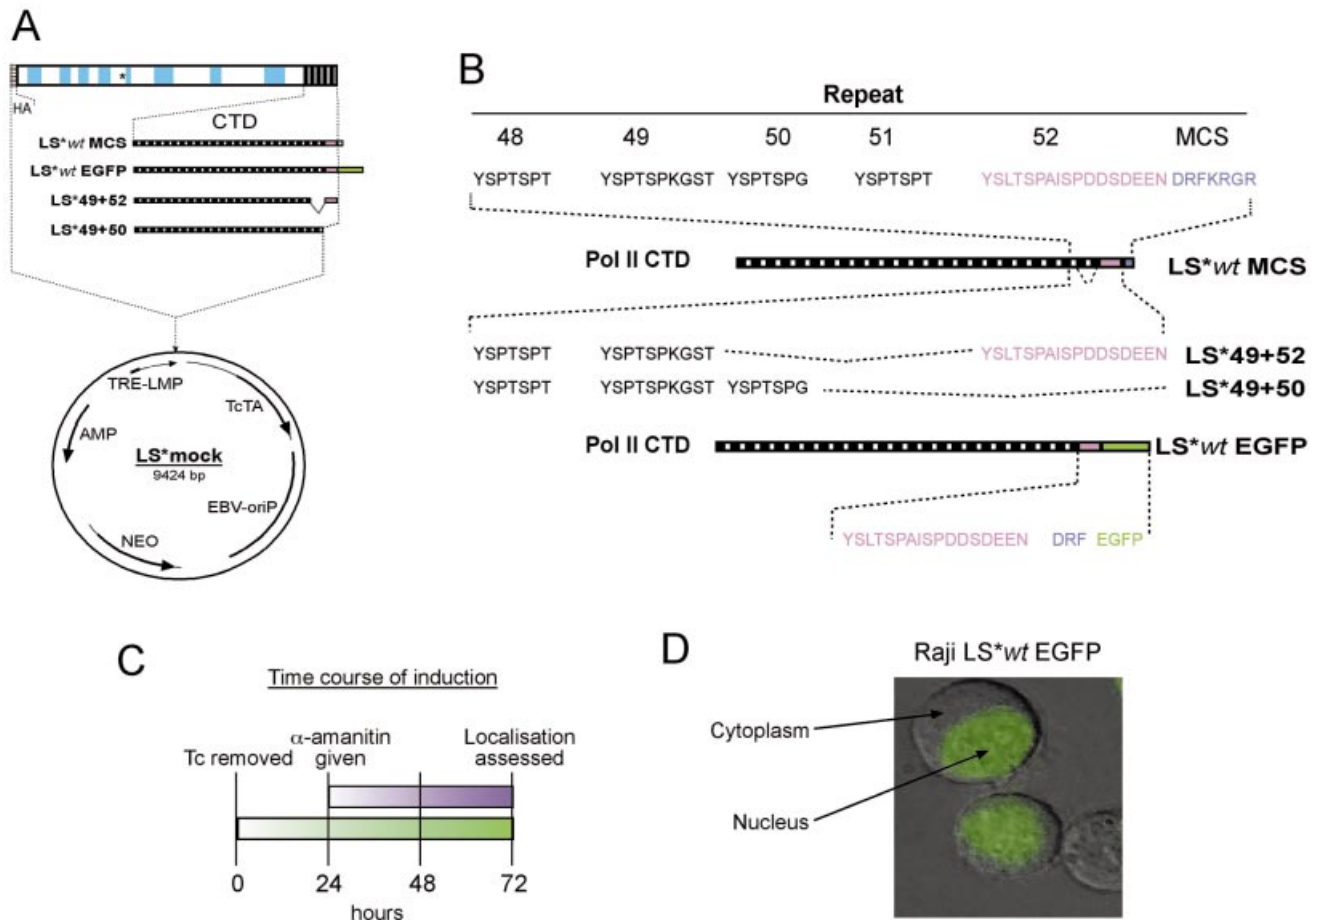 A
*
HA
CTD
LS*wt MCS
LS*wt EGFP
LS*49+52
LS*49+50
TRE-LMP
TcTA
AMP
LS*mock
9424 bp
EBV-oriP
NEO
B
Repeat
48 49 50 51 52 MCS
YSPTSPT YSPTSPKGST YSPTSPG YSPTSPT YSLTSPAISPDDSDEEN DRFKRGR
Pol II CTD LS*wt MCS
YSPTSPT YSPTSPKGST YSLTSPAISPDDSDEEN LS*49+52
YSPTSPT YSPTSPKGST YSPTSPG LS*49+50
Pol II CTD LS*wt EGFP
YSLTSPAISPDDSDEEN DRF EGFP
C
Time course of induction
Tc removed
α-amanitin
given
Localisation
assessed
0 24 48 72
hours
D
Raji LS*wt EGFP
Cytoplasm
Nucleus